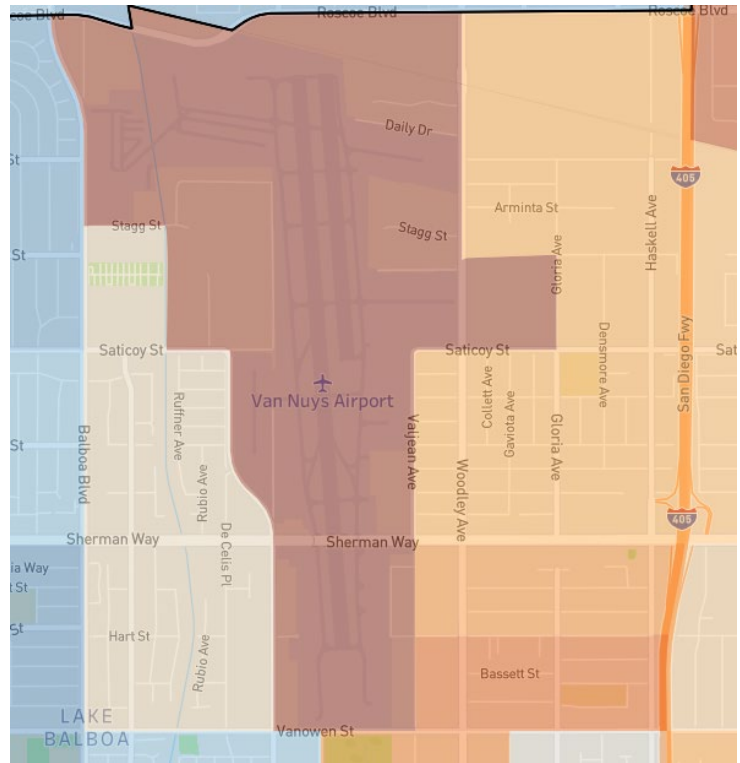 coe Blvd
Roscoe Blvd
Roscoe Blvd
Daily Dr
St
405
Arminta St
Haskell Ave
Stagg St
Stagg St
St
Gloria Ave
San Diego Fwy
Saticoy St
Saticoy St
Sat
Densmore Ave
Van Nuys Airport
Ruffner Ave
Collett Ave
Gaviota Ave
Valjean Ave
Gloria Ave
St
Balboa Blvd
Rubio Ave
Woodley Ave
405
Sherman Way
Sherman Way
De Celis Pl
ia Way
t St
St
Hart St
Rubio Ave
Bassett St
LAKE
BALBOA
Vanowen St